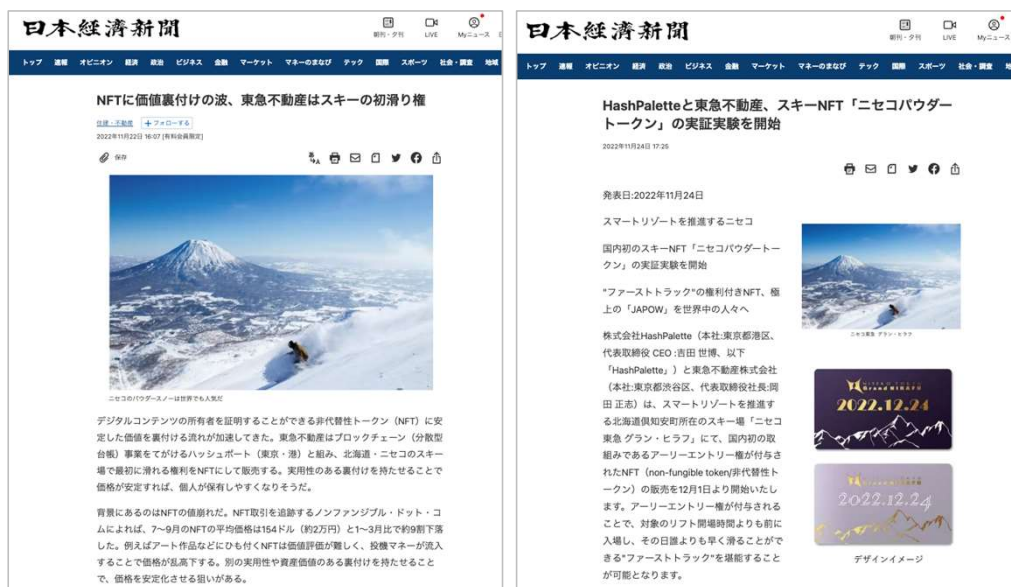 日本経済新聞
朝刊・夕刊
LIVE
Myニュース
トップ 速報 オピニオン 経済 政治 ビジネス 金融 マーケット マネーのまなび テック 国際 スポーツ 社会・調査 地域
NFTに価値裏付けの波、東急不動産はスキーの初滑り権
住建・不動産
+フォローする
2022年11月22日 16:07 [有料会員限定]
保存
ニセコのパウダースノーは世界でも人気だ
デジタルコンテンツの所有者を証明することができる非代替性トークン（NFT）に安
定した価値を裏付ける流れが加速してきた。東急不動産はブロックチェーン（分散型
台帳）事業をてがけるハッシュポート（東京・港）と組み、北海道・ニセコのスキー
場で最初に滑れる権利をNFTにして販売する。実用性のある裏付けを持たせることで
価格が安定すれば、個人が保有しやすくなりそうだ。
背景にあるのはNFTの値崩れだ。NFT取引を追跡するノンファンジブル・ドット・コ
ムによれば、7〜9月のNFTの平均価格は154ドル（約2万円）と1〜3月比で約9割下落
した。例えばアート作品などにひも付くNFTは価値評価が難しく、投機マネーが流入
することで価格が乱高下する。別の実用性や資産価値のある裏付けを持たせること
で、価格を安定化させる狙いがある。
日本経済新聞
朝刊・夕刊
LIVE
Myニュース
トップ 速報 オピニオン 経済 政治 ビジネス 金融 マーケット マネーのまなび テック 国際 スポーツ 社会・調査
HashPaletteと東急不動産、スキーNFT「ニセコパウダー
トークン」の実証実験を開始
2022年11月24日 17:25
発表日:2022年11月24日
スマートリゾートを推進するニセコ
国内初のスキーNFT「ニセコパウダートー
クン」の実証実験を開始
"ファーストトラック"の権利付きNFT、極
上の「JAPOW」を世界中の人々へ
株式会社HashPalette（本社:東京都港区、
代表取締役 CEO :吉田 世博、以下
「HashPalette」）と東急不動産株式会社
（本社:東京都渋谷区、代表取締役社長:岡
田 正志）は、スマートリゾートを推進す
る北海道倶知安町所在のスキー場「ニセコ
東急 グラン・ヒラフ」にて、国内初の取
組みであるアーリーエントリー権が付与さ
れたNFT（non-fungible token/非代替性ト
ークン）の販売を12月1日より開始いたし
ます。アーリーエントリー権が付与される
ことで、対象のリフト開場時間よりも前に
入場し、その日誰よりも早く滑ることがで
きる"ファーストトラック"を堪能すること
が可能となります。
ニセコ東急 グラン・ヒラフ
NISEKO TOKYU
Grand HIRAFU
2022.12.24
2022.12.24
デザインイメージ